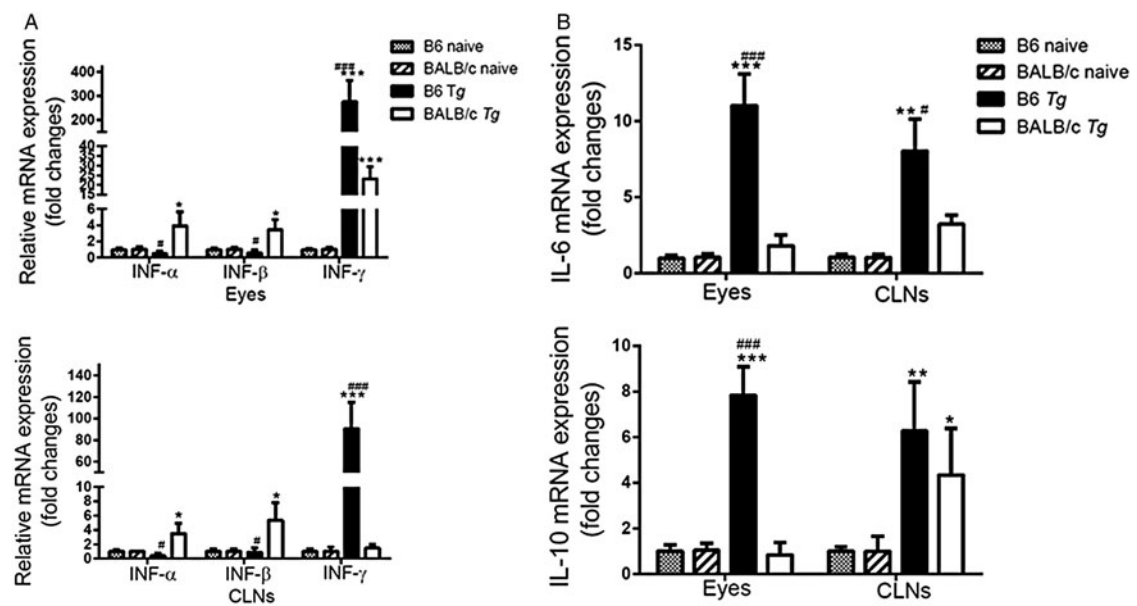 A
B6 naive
BALB/c naive
B6 Tg
BALB/c Tg
Relative mRNA expression
(fold changes)
400
300
200
40
35
30
25
20
15
6
4
2
0
###
***
***
*
#
*
#
INF-α
INF-β
INF-γ
Eyes
B
B6 naive
BALB/c naive
B6 Tg
BALB/c Tg
IL-6 mRNA expression
(fold changes)
15
10
5
0
###
***
** #
Eyes
CLNs
Relative mRNA expression
(fold changes)
140
120
100
80
60
10
8
6
4
2
0
###
***
*
#
*
#
INF-α
INF-β
INF-γ
CLNs
IL-10 mRNA expression
(fold changes)
10
8
6
4
2
0
###
***
**
*
Eyes
CLNs